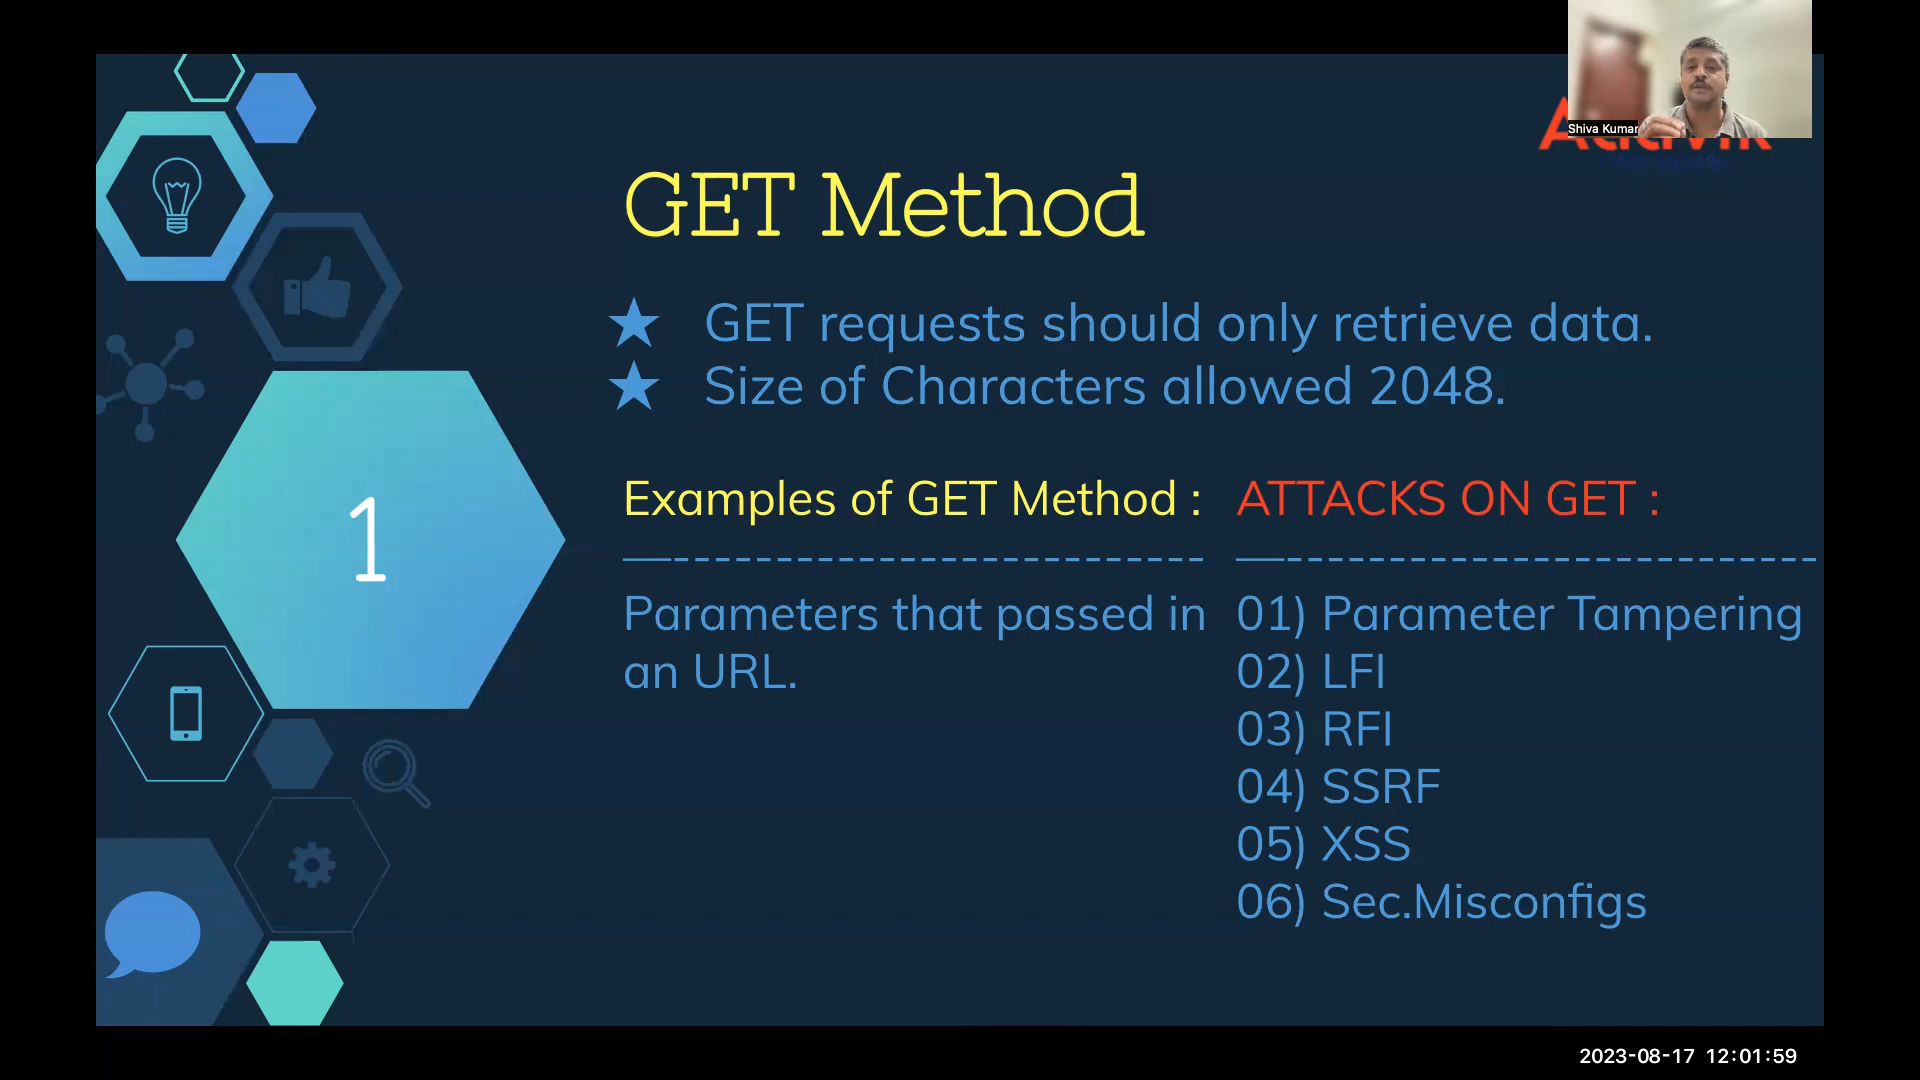 Shiva Kumar
GET Method
★ GET requests should only retrieve data.
★ Size of Characters allowed 2048.
Examples of GET Method :
Parameters that passed in
an URL.
ATTACKS ON GET :
01) Parameter Tampering
02) LFI
03) RFI
04) SSRF
05) XSS
06) Sec.Misconfigs
1
2023-08-17 12:01:59